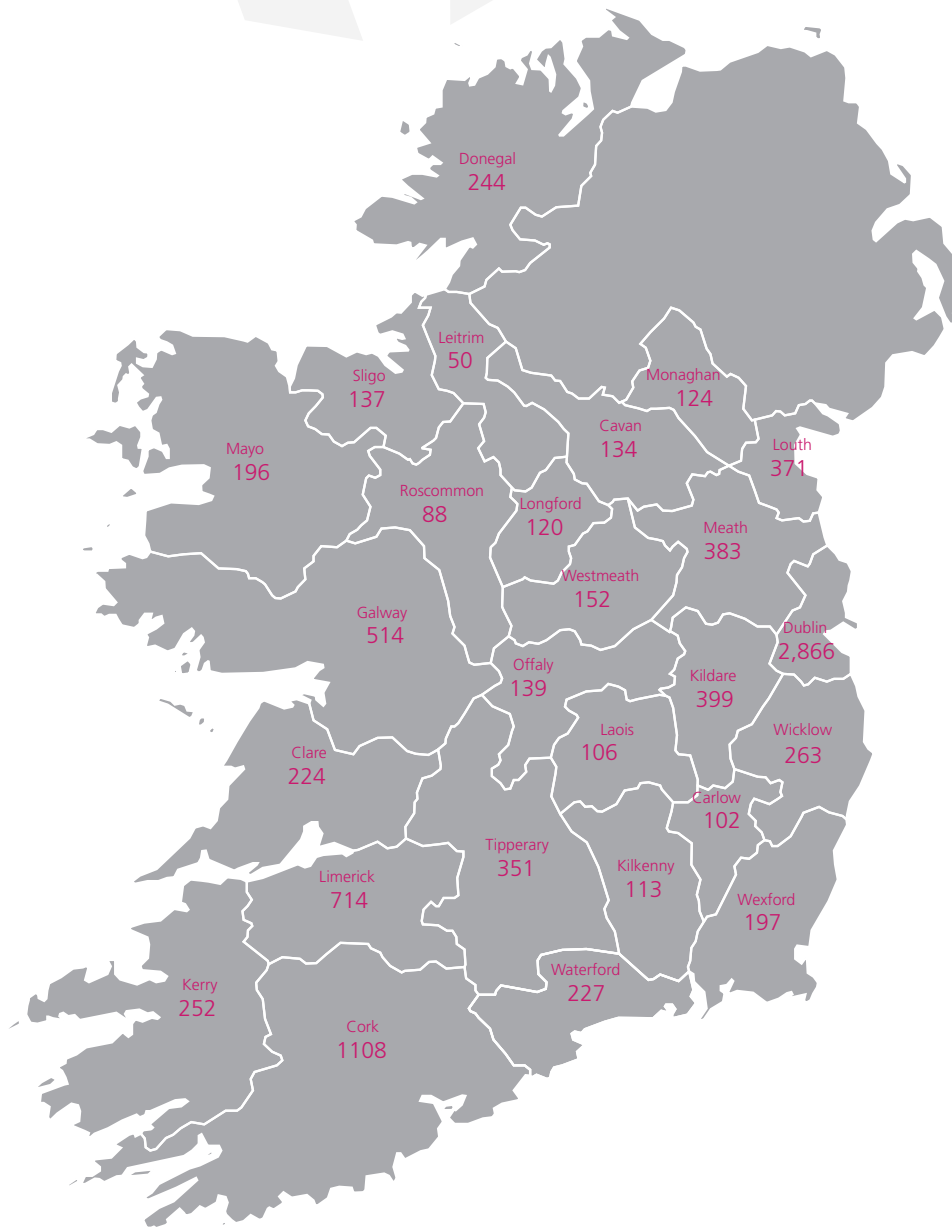 Donegal
244
Leitrim
50
Sligo
137
Monaghan
124
Cavan
134
Louth
371
Mayo
196
Roscommon
88
Longford
120
Meath
383
Westmeath
152
Galway
514
Dublin
2,866
Offaly
139
Kildare
399
Laois
106
Wicklow
263
Clare
224
Carlow
102
Tipperary
351
Kilkenny
113
Limerick
714
Wexford
197
Waterford
227
Kerry
252
Cork
1108